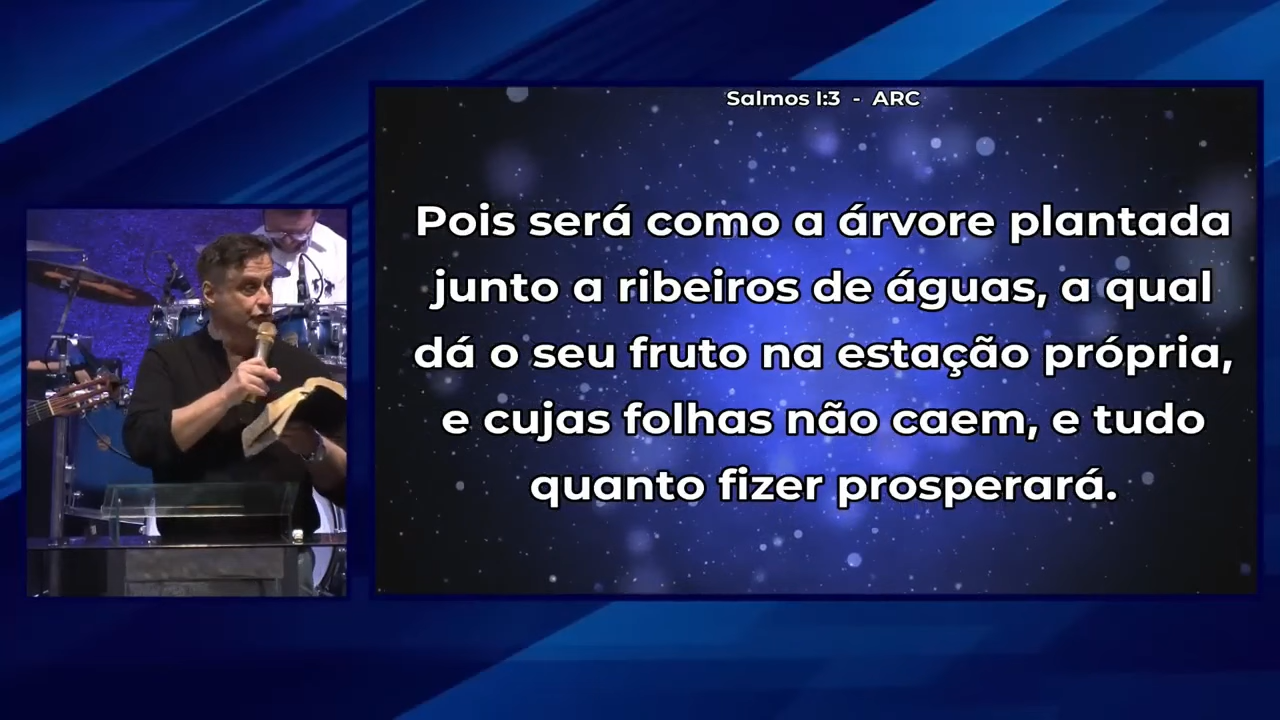 Salmos 1:3 - ARC
Pois será como a árvore plantada
junto a ribeiros de águas, a qual
dá o seu fruto na estação própria,
e cujas folhas não caem, e tudo
quanto fizer prosperará.